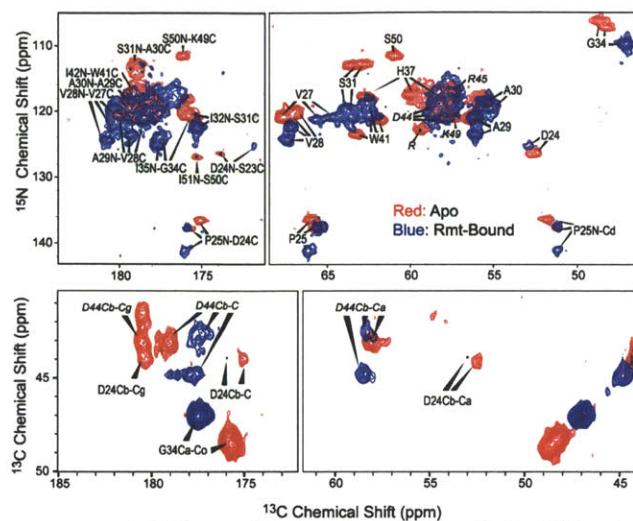 15N Chemical Shift (ppm)
110
120
130
140
S50N-K49C
S31N-A30C
I42N-W41C
A30N-A29C
V28N-V27C
I32N-S31C
A29N-V28C
I35N-G34C
D24N-S23C
I51N-S50C
P25N-D24C
180
175
S50
S31
H37
R45
G34
V27
A30
D44
V28
W41
K49
R
A29
D24
Red: Apo
Blue: Rmt-Bound
P25
P25N-Cd
65
60
55
50
13C Chemical Shift (ppm)
45
50
D44Cb-Cg
D44Cb-C
D24Cb-Cg
D24Cb-C
G34Ca-Co
185
180
175
D44Cb-Ca
D24Cb-Ca
60
55
50
45
13C Chemical Shift (ppm)